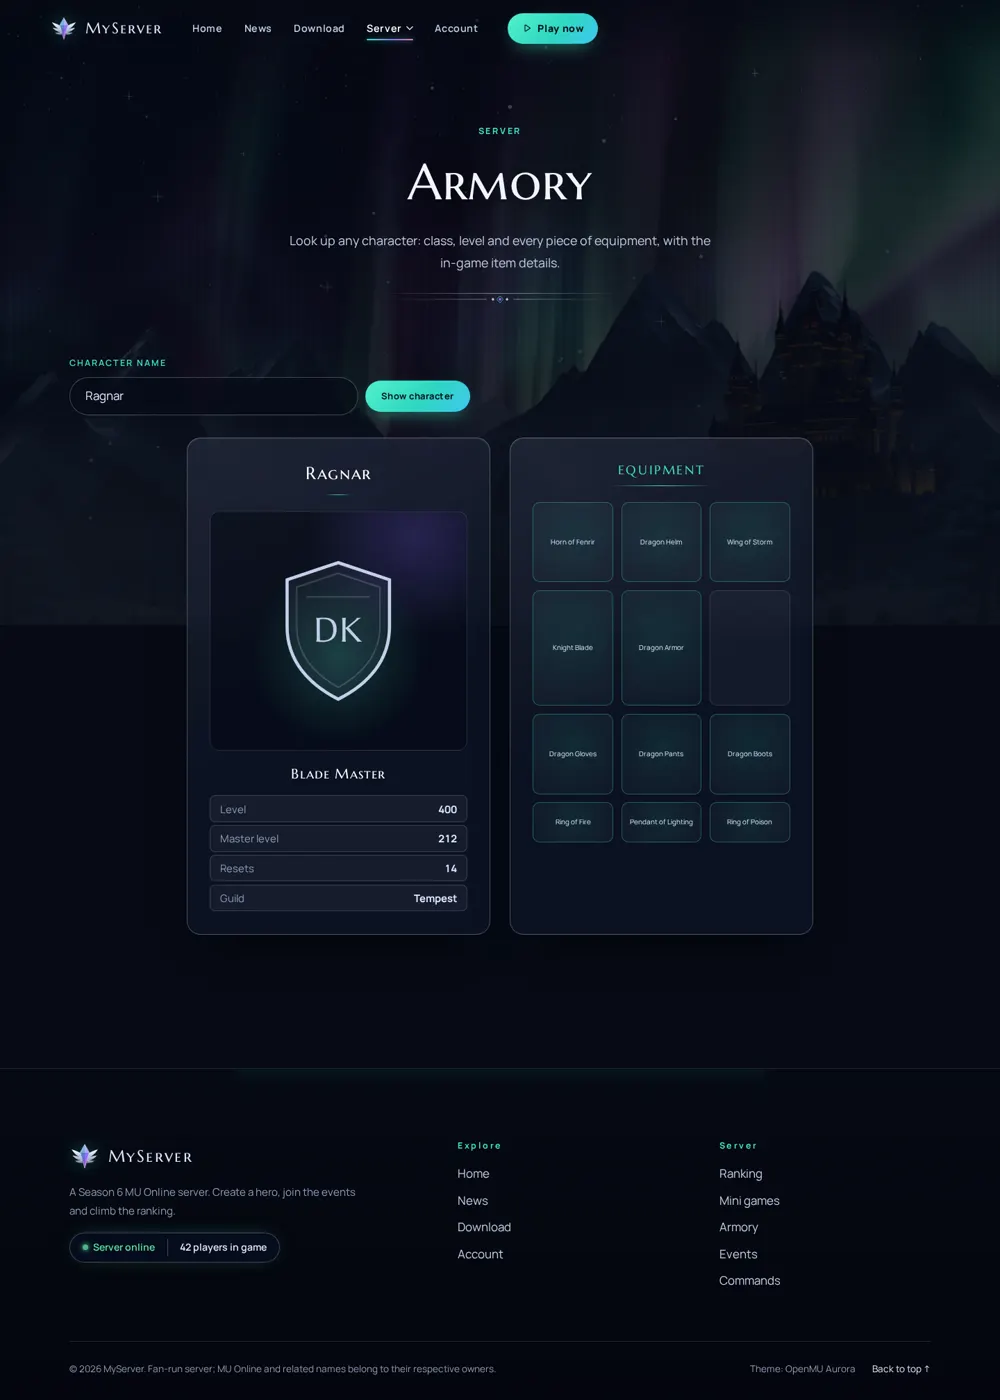 MyServer
Home
News
Download
Server
Account
Play now
SERVER
Armory
Look up any character: class, level and every piece of equipment, with the
in-game item details.
CHARACTER NAME
Ragnar
Show character
Ragnar
DK
Blade Master
Level 400
Master level 212
Resets 14
Guild Tempest
EQUIPMENT
Horn of Fenrir
Dragon Helm
Wing of Storm
Knight Blade
Dragon Armor
Dragon Gloves
Dragon Pants
Dragon Boots
Ring of Fire
Pendant of Lighting
Ring of Poison
MyServer
A Season 6 MU Online server. Create a hero, join the events
and climb the ranking.
Server online
42 players in game
Explore
Home
News
Download
Account
Server
Ranking
Mini games
Armory
Events
Commands
© 2026 MyServer. Fan-run server; MU Online and related names belong to their respective owners.
Theme: OpenMU Aurora
Back to top ↑